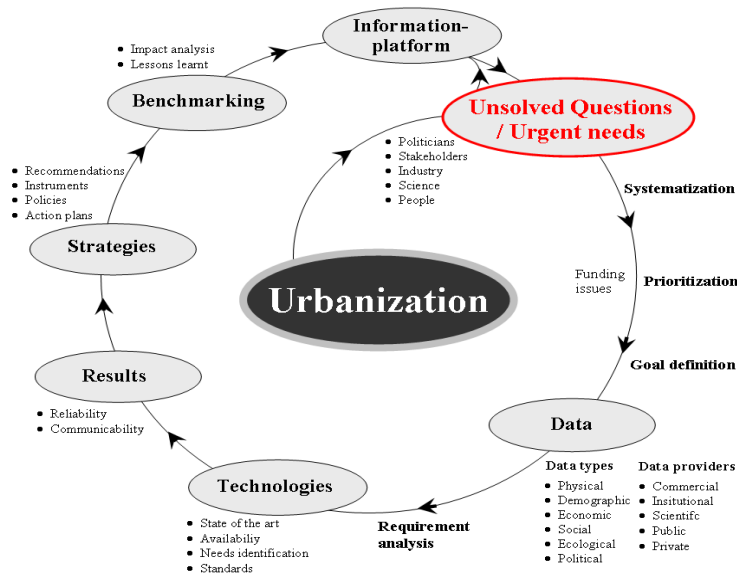 Information-
platform
Impact analysis
Lessons learnt
Benchmarking
Unsolved Questions
/ Urgent needs
Politicians
Stakeholders
Industry
Science
People
Recommendations
Instruments
Policies
Action plans
Systematization
Strategies
Urbanization
Funding
issues
Prioritization
Goal definition
Results
Reliability
Communicability
Data
Technologies
Data types
Physical
Demographic
Economic
Social
Ecological
Political
Data providers
Commercial
Insitutional
Scientifc
Public
Private
Requirement
analysis
State of the art
Availabiliy
Needs identification
Standards